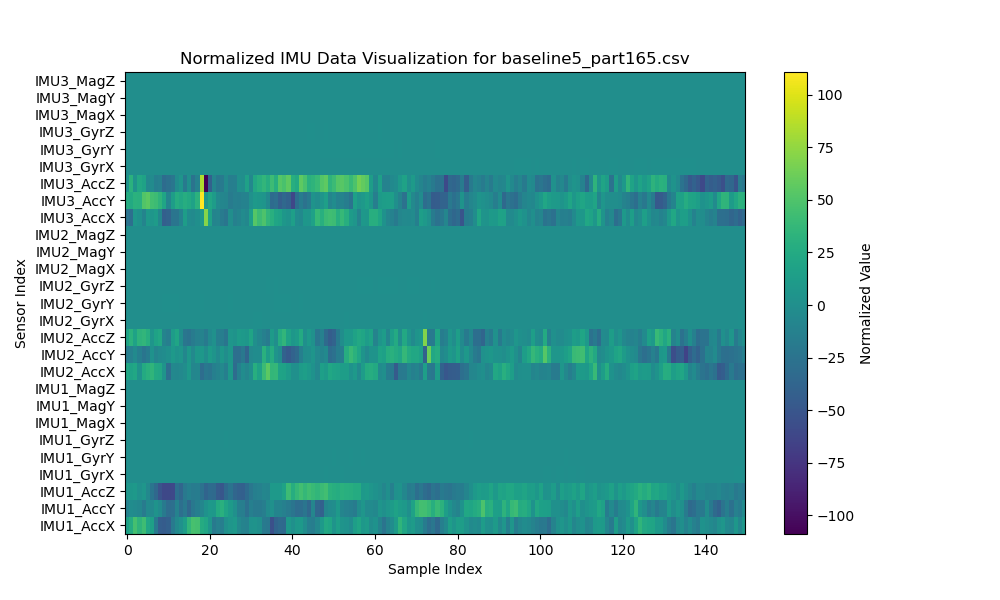 Normalized IMU Data Visualization for baseline5_part165.csv
IMU3_MagZ
IMU3_MagY
IMU3_MagX
IMU3_GyrZ
IMU3_GyrY
IMU3_GyrX
IMU3_AccZ
IMU3_AccY
IMU3_AccX
IMU2_MagZ
IMU2_MagY
IMU2_MagX
IMU2_GyrZ
IMU2_GyrY
IMU2_GyrX
IMU2_AccZ
IMU2_AccY
IMU2_AccX
IMU1_MagZ
IMU1_MagY
IMU1_MagX
IMU1_GyrZ
IMU1_GyrY
IMU1_GyrX
IMU1_AccZ
IMU1_AccY
IMU1_AccX
Sensor Index
0 20 40 60 80 100 120 140
Sample Index
100
75
50
25
0
−25
−50
−75
−100
Normalized Value